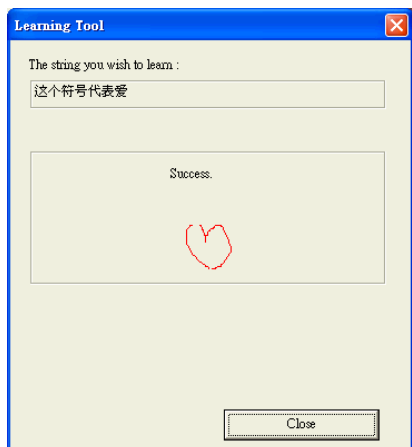 Learning Tool
The string you wish to learn :
这个符号代表爱
Success.
Close